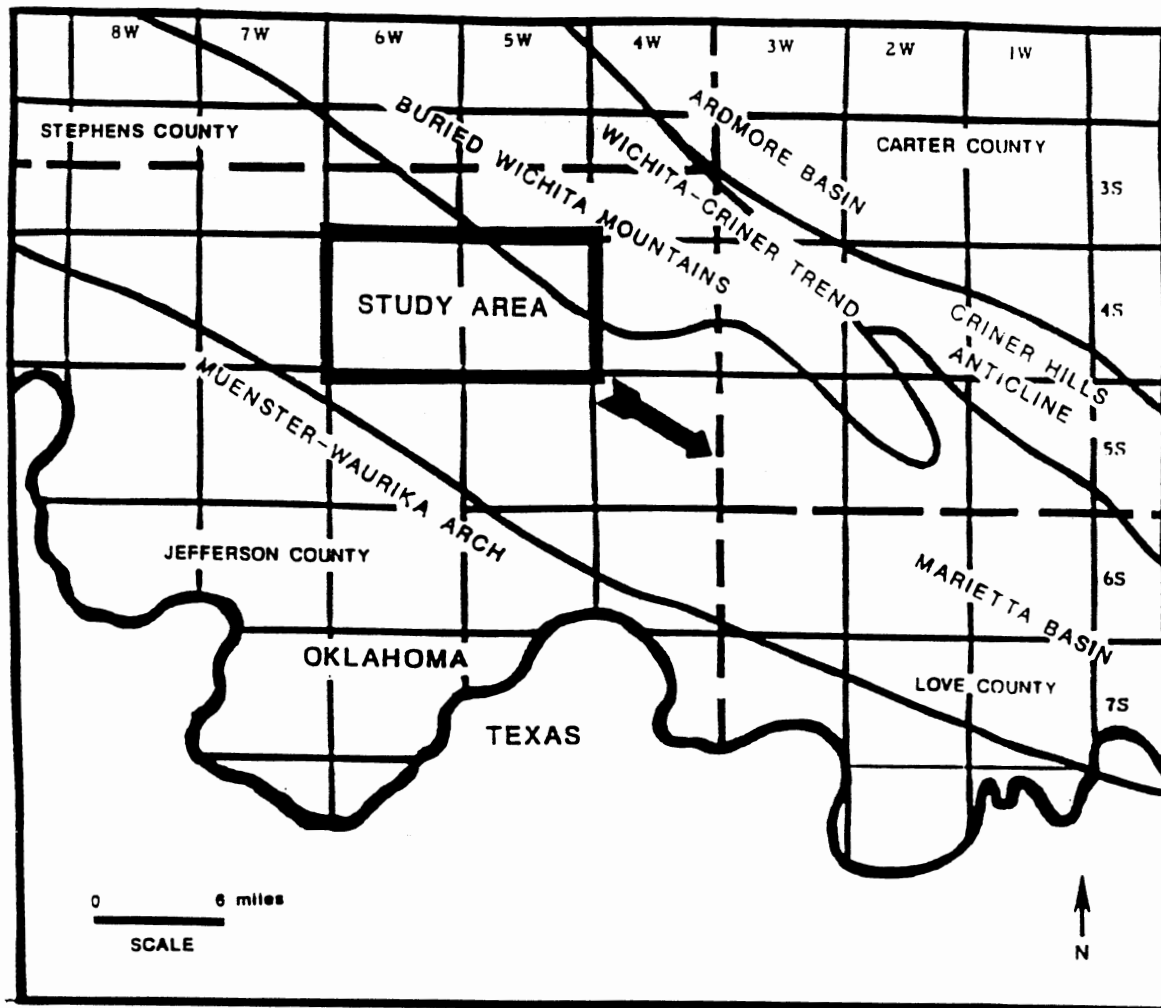 8W 7W 6W 5W 4W 3W 2W 1W
STEPHENS COUNTY
BURIED WICHITA MOUNTAINS
WICHITA-CRINER TREND
ARDMORE BASIN
CARTER COUNTY
3S
STUDY AREA
4S
CRINER HILLS
ANTICLINE
MUENSTER-WAURIKA ARCH
5S
JEFFERSON COUNTY
MARIETTA BASIN
6S
OKLAHOMA
LOVE COUNTY
7S
TEXAS
0 6 miles
SCALE
N